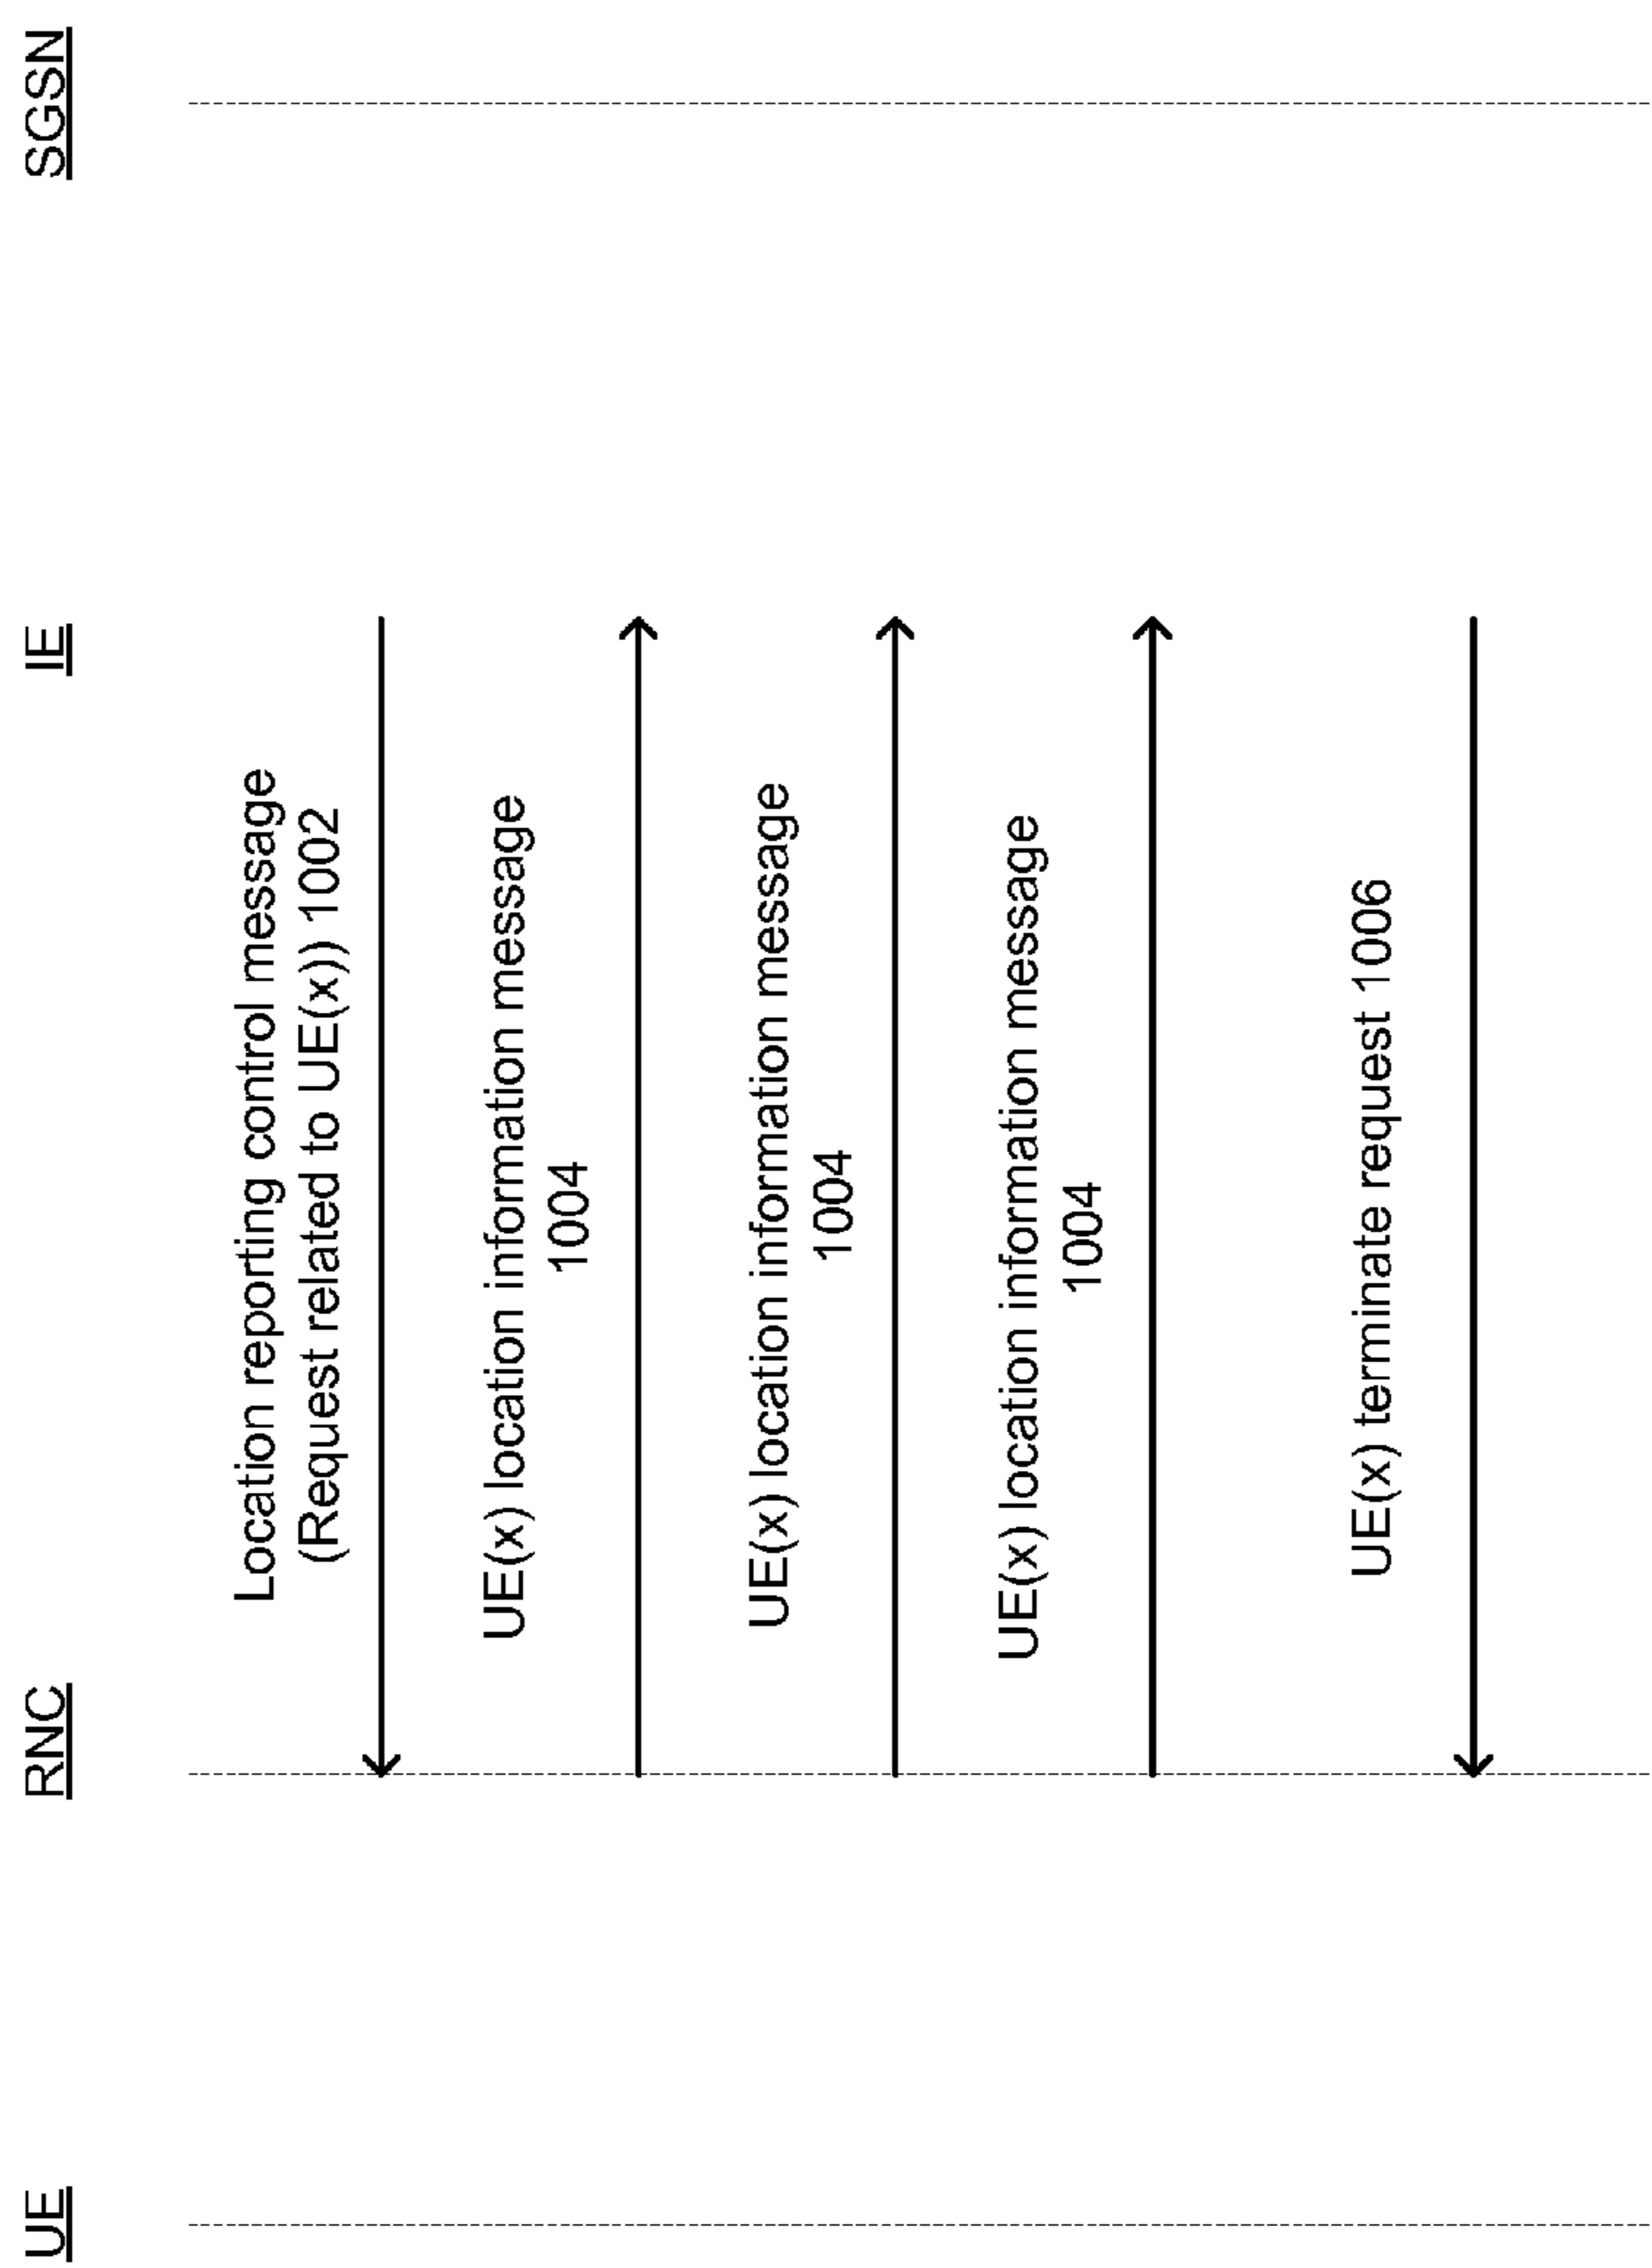 UE
RNC
IE
SGSN
Location reporting control message
(Request related to UE(x)) 1002
UE(x) location information message
1004
UE(x) location information message
1004
UE(x) location information message
1004
UE(x) terminate request 1006